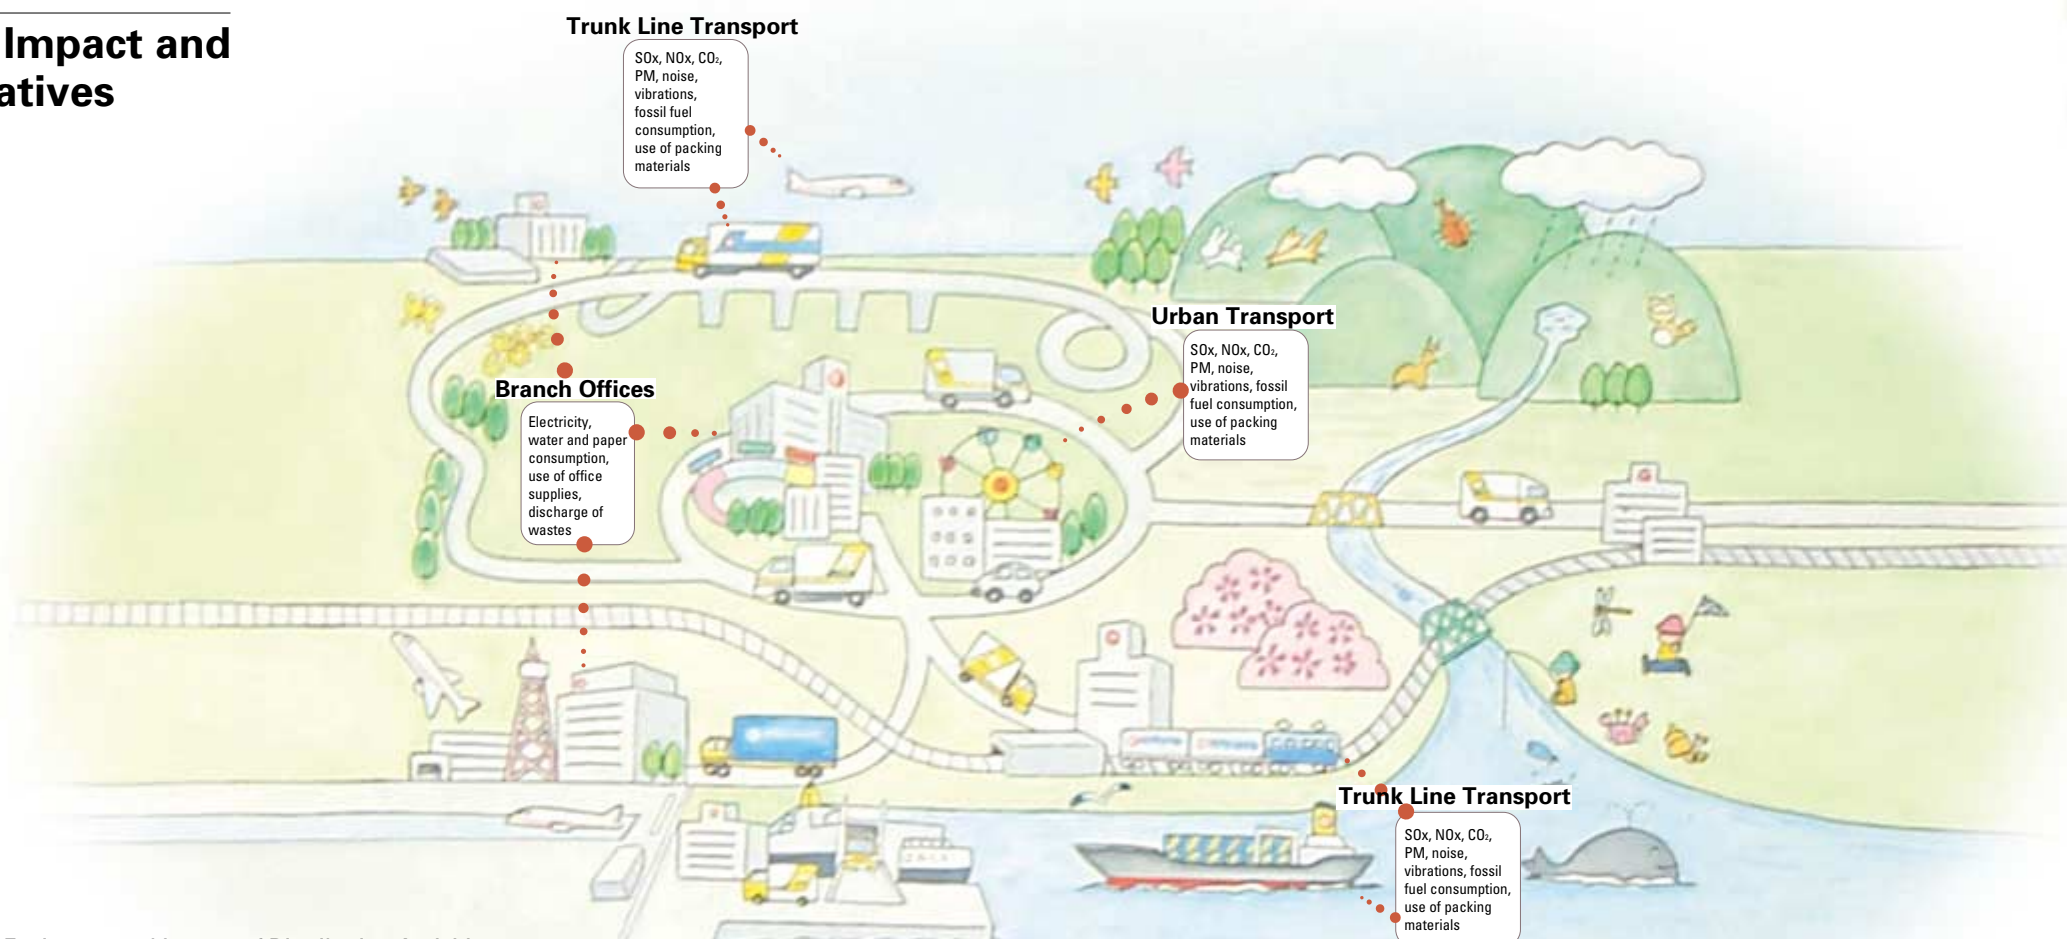 Impact and
atives
Trunk Line Transport
SOx, NOx, CO₂,
PM, noise,
vibrations,
fossil fuel
consumption,
use of packing
materials
Urban Transport
SOx, NOx, CO₂,
PM, noise,
vibrations, fossil
fuel consumption,
use of packing
materials
Branch Offices
Electricity,
water and paper
consumption,
use of office
supplies,
discharge of
wastes
Trunk Line Transport
SOx, NOx, CO₂,
PM, noise,
vibrations, fossil
fuel consumption,
use of packing
materials